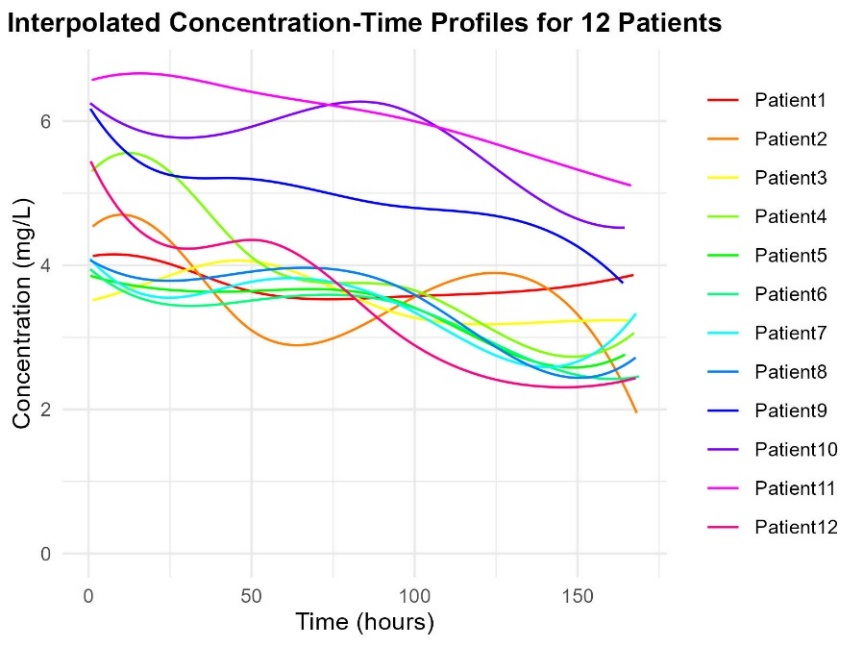 Interpolated Concentration-Time Profiles for 12 Patients
Concentration (mg/L)
6
4
2
0
0 50 100 150
Time (hours)
Patient1
Patient2
Patient3
Patient4
Patient5
Patient6
Patient7
Patient8
Patient9
Patient10
Patient11
Patient12